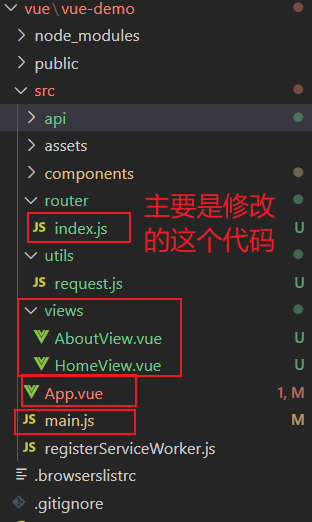 vue\vue-demo
node_modules
public
src
api
assets
components
router
JS index.js U
主要是修改
的这个代码
utils
JS request.js U
views
AboutView.vue U
HomeView.vue U
App.vue 1, M
JS main.js M
JS registerServiceWorker.js
.browserslistrc
.gitignore